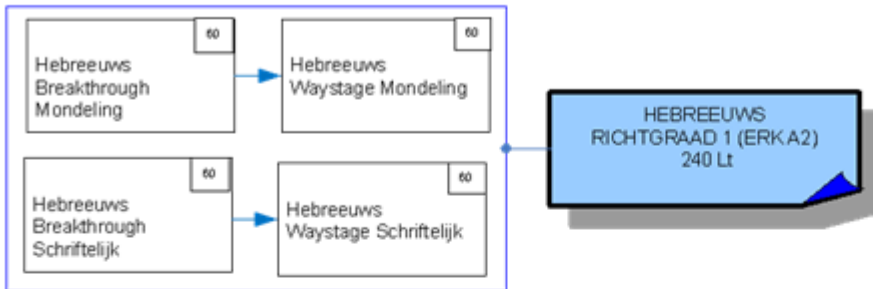 60
Hebreeuws
Breakthrough
Mondeling
60
Hebreeuws
Waystage Mondeling
60
Hebreeuws
Breakthrough
Schriftelijk
60
Hebreeuws
Waystage Schriftelijk
HEBREEUWS
RICHTGRAAD 1 (ERK A2)
240 Lt